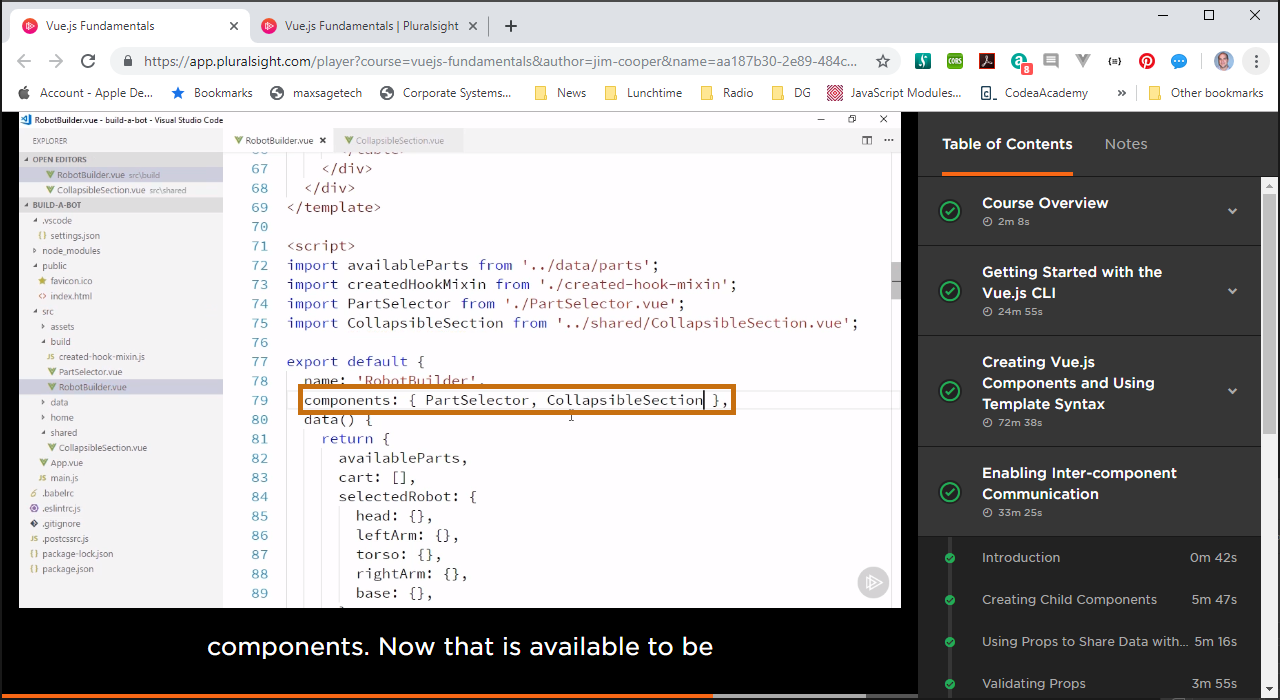 Vue.js Fundamentals
Vue.js Fundamentals | Pluralsight
https://app.pluralsight.com/player?course=vuejs-fundamentals&author=jim-cooper&name=aa187b30-2e89-484c...
CORS
8
Account - Apple De...
Bookmarks
maxsagetech
Corporate Systems...
News
Lunchtime
Radio
DG
JavaScript Modules...
CodeaAcademy
»
Other bookmarks
RobotBuilder.vue - build-a-bot - Visual Studio Code
EXPLORER
OPEN EDITORS
RobotBuilder.vue src\build
CollapsibleSection.vue src\shared
BUILD-A-BOT
.vscode
{} settings.json
node_modules
public
favicon.ico
<> index.html
src
assets
build
JS created-hook-mixin.js
PartSelector.vue
RobotBuilder.vue
data
home
shared
CollapsibleSection.vue
App.vue
JS main.js
.babelrc
.eslintrc.js
.gitignore
JS .postcssrc.js
{} package-lock.json
{} package.json
RobotBuilder.vue
CollapsibleSection.vue
67 </div>
68 </div>
69 </template>
70
71 <script>
72 import availableParts from '../data/parts';
73 import createdHookMixin from './created-hook-mixin';
74 import PartSelector from './PartSelector.vue';
75 import CollapsibleSection from '../shared/CollapsibleSection.vue';
76
77 export default {
78 name: 'RobotBuilder',
79 components: { PartSelector, CollapsibleSection },
80 data() {
81 return {
82 availableParts,
83 cart: [],
84 selectedRobot: {
85 head: {},
86 leftArm: {},
87 torso: {},
88 rightArm: {},
89 base: {},
components. Now that is available to be
Table of Contents
Notes
Course Overview
2m 8s
Getting Started with the
Vue.js CLI
24m 55s
Creating Vue.js
Components and Using
Template Syntax
72m 38s
Enabling Inter-component
Communication
33m 25s
Introduction 0m 42s
Creating Child Components 5m 47s
Using Props to Share Data with... 5m 16s
Validating Props 3m 55s